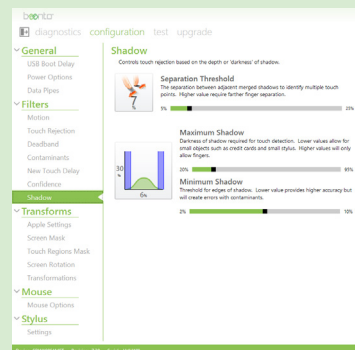 diagnostics configuration test upgrade
General
USB Boot Delay
Power Options
Data Pipes
Filters
Motion
Touch Rejection
Deadband
Contaminants
New Touch Delay
Confidence
Shadow
Transforms
Apple Settings
Screen Mask
Touch Regions Mask
Screen Rotation
Transformations
Mouse
Mouse Options
Stylus
Settings
Shadow
Controls touch rejection based on the depth or 'darkness' of shadow.
Separation Threshold
The separation between adjacent merged shadows to identify multiple touch
points. Higher value require farther finger separation.
5%
Maximum Shadow
Darkness of shadow required for touch detection. Lower values allow for
small objects such as credit cards and small stylus. Higher values will only
allow fingers.
20%
95%
30
%
6%
Minimum Shadow
Threshold for edges of shadow. Lower value provides higher accuracy but
will create errors with contaminants.
0%
10%